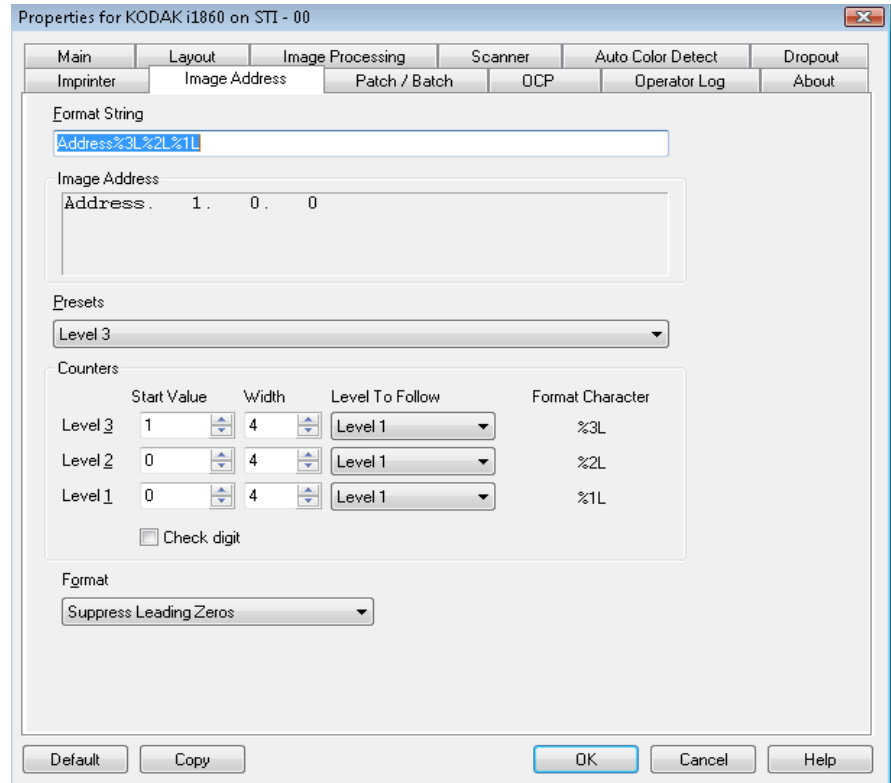 Properties for KODAK i1860 on STI - 00
Main Layout Image Processing Scanner Auto Color Detect Dropout
Imprinter Image Address Patch / Batch OCP Operator Log About
Format String
Address%3L%2L%1L
Image Address
Address. 1. 0. 0
Presets
Level 3
Counters
Start Value Width Level To Follow Format Character
Level 3 1 4 Level 1 %3L
Level 2 0 4 Level 1 %2L
Level 1 0 4 Level 1 %1L
Check digit
Format
Suppress Leading Zeros
Default Copy OK Cancel Help